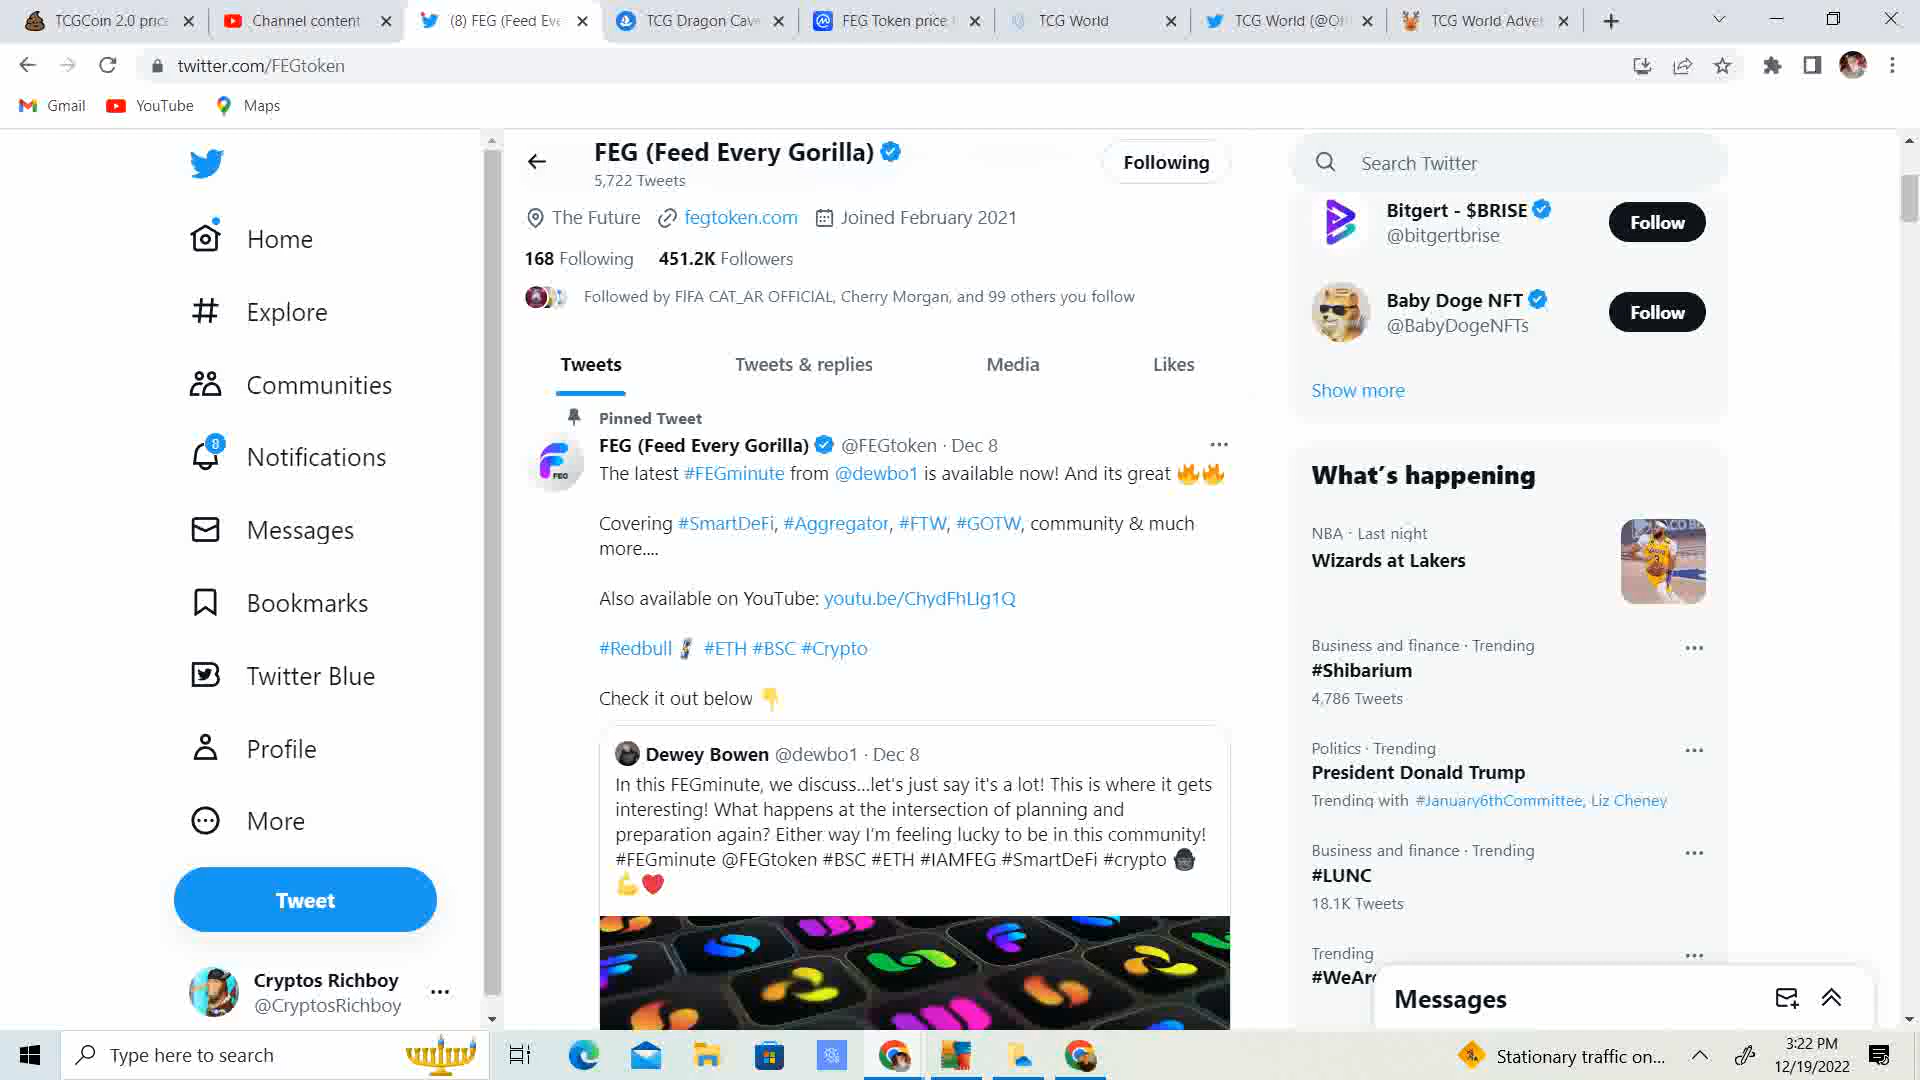 TCGCoin 2.0 pric
Channel content
(8) FEG (Feed Eve
TCG Dragon Cav
FEG Token price
TCG World
TCG World (@Of
TCG World Adve
twitter.com/FEGtoken
Gmail
YouTube
Maps
Home
Explore
Communities
8
Notifications
Messages
Bookmarks
Twitter Blue
Profile
More
Tweet
Cryptos Richboy
@CryptosRichboy
FEG (Feed Every Gorilla)
5,722 Tweets
Following
The Future fegtoken.com Joined February 2021
168 Following 451.2K Followers
Followed by FIFA CAT_AR OFFICIAL, Cherry Morgan, and 99 others you follow
Tweets Tweets & replies Media Likes
Pinned Tweet
FEG (Feed Every Gorilla) @FEGtoken · Dec 8
The latest #FEGminute from @dewbo1 is available now! And its great 🔥🔥
Covering #SmartDeFi, #Aggregator, #FTW, #GOTW, community & much
more....
Also available on YouTube: youtu.be/ChydFhLIg1Q
#Redbull #ETH #BSC #Crypto
Check it out below 👇
FEG
Dewey Bowen @dewbo1 · Dec 8
In this FEGminute, we discuss...let's just say it's a lot! This is where it gets
interesting! What happens at the intersection of planning and
preparation again? Either way I'm feeling lucky to be in this community!
#FEGminute @FEGtoken #BSC #ETH #IAMFEG #SmartDeFi #crypto 🦍
💪❤️
Search Twitter
Bitgert - $BRISE
@bitgertbrise
Follow
Baby Doge NFT
@BabyDogeNFTs
Follow
Show more
What's happening
NBA · Last night
Wizards at Lakers
Business and finance · Trending
#Shibarium
4,786 Tweets
Politics · Trending
President Donald Trump
Trending with #January6thCommittee, Liz Cheney
Business and finance · Trending
#LUNC
18.1K Tweets
Trending
#WeAre
Messages
Type here to search
Stationary traffic on...
3:22 PM
12/19/2022